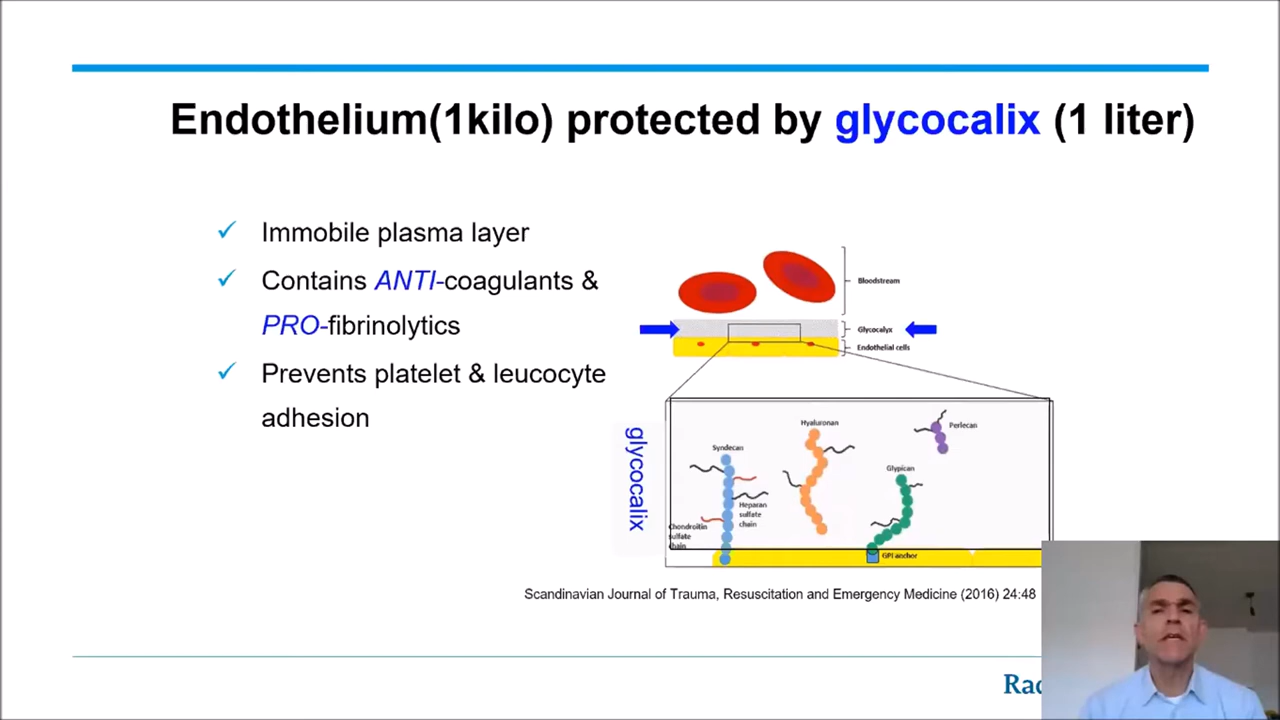 Endothelium(1kilo) protected by glycocalix (1 liter)
Immobile plasma layer
Contains ANTI-coagulants &
PRO-fibrinolytics
Prevents platelet & leucocyte
adhesion
Bloodstream
Glycocalyx
Endothelial cells
glycocalix
Syndecan
Hyaluronan
Perlecan
Glypican
Heparan
sulfate
chain
Chondroitin
sulfate
chain
GPI anchor
Scandinavian Journal of Trauma, Resuscitation and Emergency Medicine (2016) 24:48